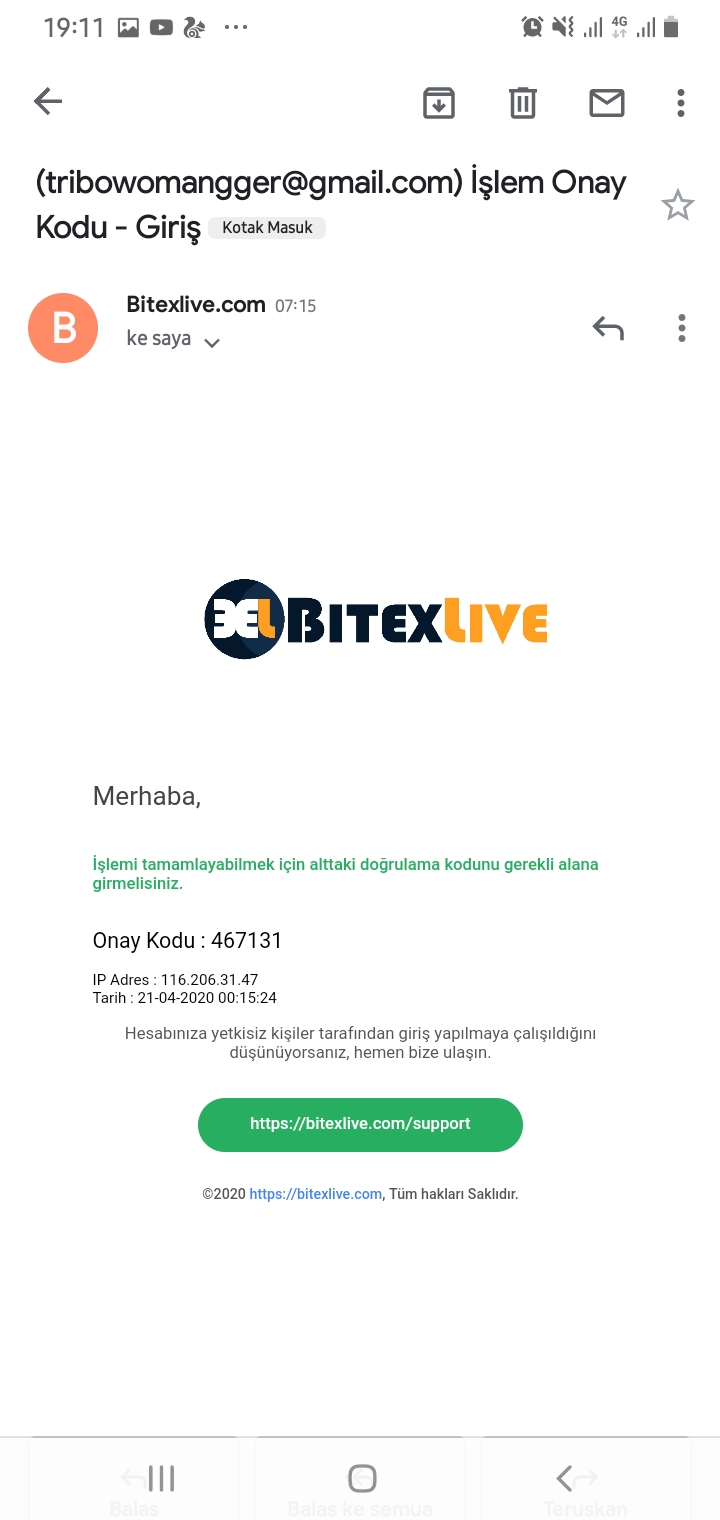 19:11
4G
(tribowomangger@gmail.com) İşlem Onay
Kodu - Giriş Kotak Masuk
B
Bitexlive.com 07:15
ke saya
BITEXLIVE
Merhaba,
İşlemi tamamlayabilmek için alttaki doğrulama kodunu gerekli alana
girmelisiniz.
Onay Kodu : 467131
IP Adres : 116.206.31.47
Tarih : 21-04-2020 00:15:24
Hesabınıza yetkisiz kişiler tarafından giriş yapılmaya çalışıldığını
düşünüyorsanız, hemen bize ulaşın.
https://bitexlive.com/support
©2020 https://bitexlive.com, Tüm hakları Saklıdır.
Balas Balas ke semua Teruskan